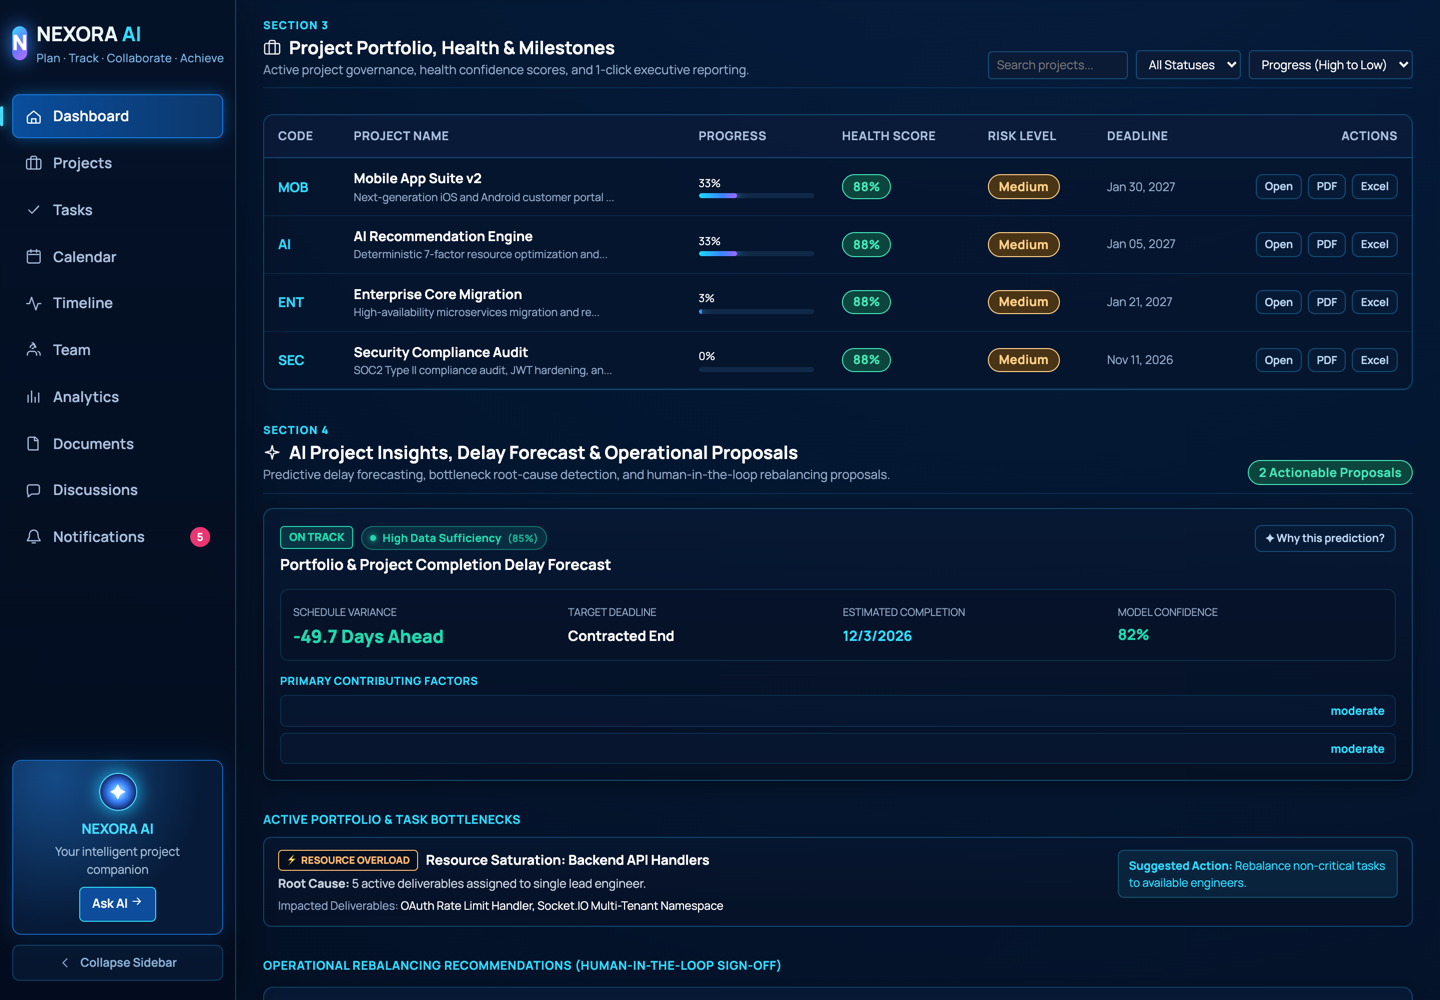 N NEXORA AI
Plan · Track · Collaborate · Achieve
Dashboard
Projects
Tasks
Calendar
Timeline
Team
Analytics
Documents
Discussions
Notifications 5
NEXORA AI
Your intelligent project
companion
Ask AI →
Collapse Sidebar
SECTION 3
Project Portfolio, Health & Milestones
Active project governance, health confidence scores, and 1-click executive reporting.
Search projects... All Statuses Progress (High to Low)
CODE PROJECT NAME PROGRESS HEALTH SCORE RISK LEVEL DEADLINE ACTIONS
MOB Mobile App Suite v2 33% 88% Medium Jan 30, 2027 Open PDF Excel
Next-generation iOS and Android customer portal ...
AI AI Recommendation Engine 33% 88% Medium Jan 05, 2027 Open PDF Excel
Deterministic 7-factor resource optimization and...
ENT Enterprise Core Migration 3% 88% Medium Jan 21, 2027 Open PDF Excel
High-availability microservices migration and re...
SEC Security Compliance Audit 0% 88% Medium Nov 11, 2026 Open PDF Excel
SOC2 Type II compliance audit, JWT hardening, an...
SECTION 4
AI Project Insights, Delay Forecast & Operational Proposals
Predictive delay forecasting, bottleneck root-cause detection, and human-in-the-loop rebalancing proposals.
2 Actionable Proposals
ON TRACK High Data Sufficiency (85%) ✦ Why this prediction?
Portfolio & Project Completion Delay Forecast
SCHEDULE VARIANCE TARGET DEADLINE ESTIMATED COMPLETION MODEL CONFIDENCE
-49.7 Days Ahead Contracted End 12/3/2026 82%
PRIMARY CONTRIBUTING FACTORS
moderate
moderate
ACTIVE PORTFOLIO & TASK BOTTLENECKS
⚡ RESOURCE OVERLOAD Resource Saturation: Backend API Handlers
Root Cause: 5 active deliverables assigned to single lead engineer.
Impacted Deliverables: OAuth Rate Limit Handler, Socket.IO Multi-Tenant Namespace
Suggested Action: Rebalance non-critical tasks
to available engineers.
OPERATIONAL REBALANCING RECOMMENDATIONS (HUMAN-IN-THE-LOOP SIGN-OFF)